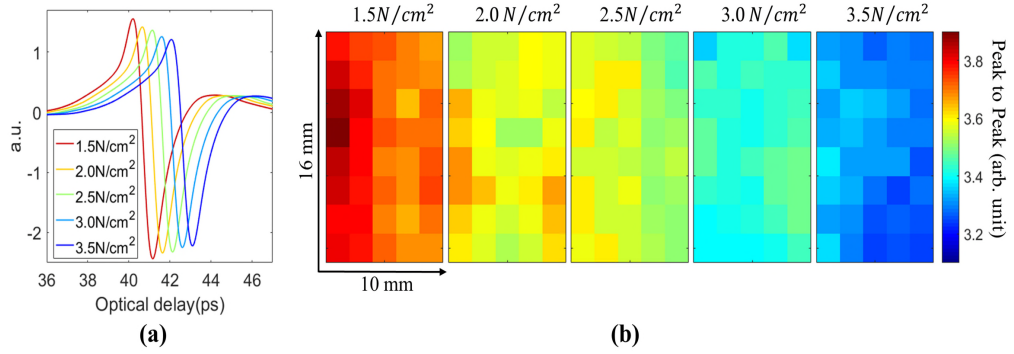 1.5N/cm²
2.0 N/cm²
2.5N/cm²
3.0 N/cm²
3.5N/cm²
1
0
-1
-2
a.u.
1.5N/cm²
2.0N/cm²
2.5N/cm²
3.0N/cm²
3.5N/cm²
36
38
40
42
44
46
Optical delay(ps)
(a)
16 mm
10 mm
3.8
3.6
3.4
3.2
Peak to Peak (arb. unit)
(b)